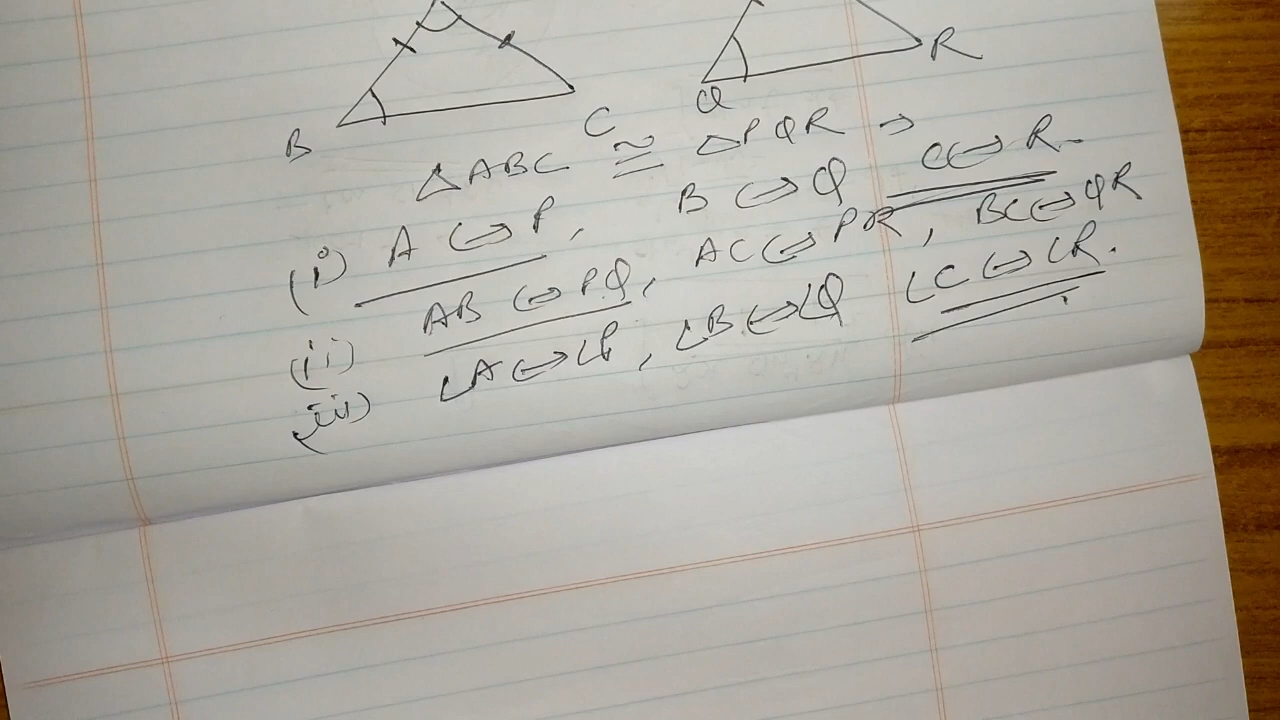 B C Q R
△ABC ≅ △PQR →
(i) A ↔ P, B ↔ Q C ↔ R.
(ii) AB ↔ PQ, AC ↔ PR, BC ↔ QR
(iii) ∠A ↔ ∠P, ∠B ↔ ∠Q ∠C ↔ ∠R.